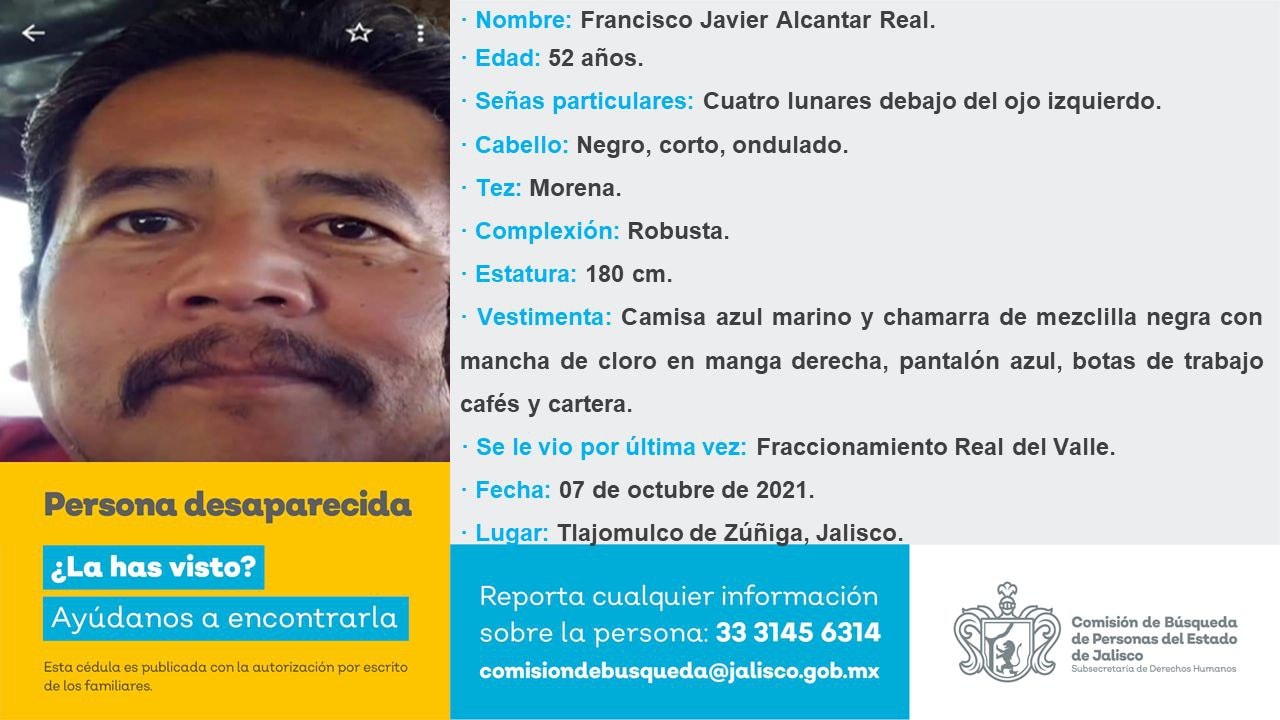 · Nombre: Francisco Javier Alcantar Real.
· Edad: 52 años.
· Señas particulares: Cuatro lunares debajo del ojo izquierdo.
· Cabello: Negro, corto, ondulado.
· Tez: Morena.
· Complexión: Robusta.
· Estatura: 180 cm.
· Vestimenta: Camisa azul marino y chamarra de mezclilla negra con
mancha de cloro en manga derecha, pantalón azul, botas de trabajo
cafés y cartera.
· Se le vio por última vez: Fraccionamiento Real del Valle.
· Fecha: 07 de octubre de 2021.
· Lugar: Tlajomulco de Zúñiga, Jalisco.
Persona desaparecida
¿La has visto?
Ayúdanos a encontrarla
Esta cédula es publicada con la autorización por escrito
de los familiares.
Reporta cualquier información
sobre la persona: 33 3145 6314
comisiondebusqueda@jalisco.gob.mx
Comisión de Búsqueda
de Personas del Estado
de Jalisco
Subsecretaría de Derechos Humanos